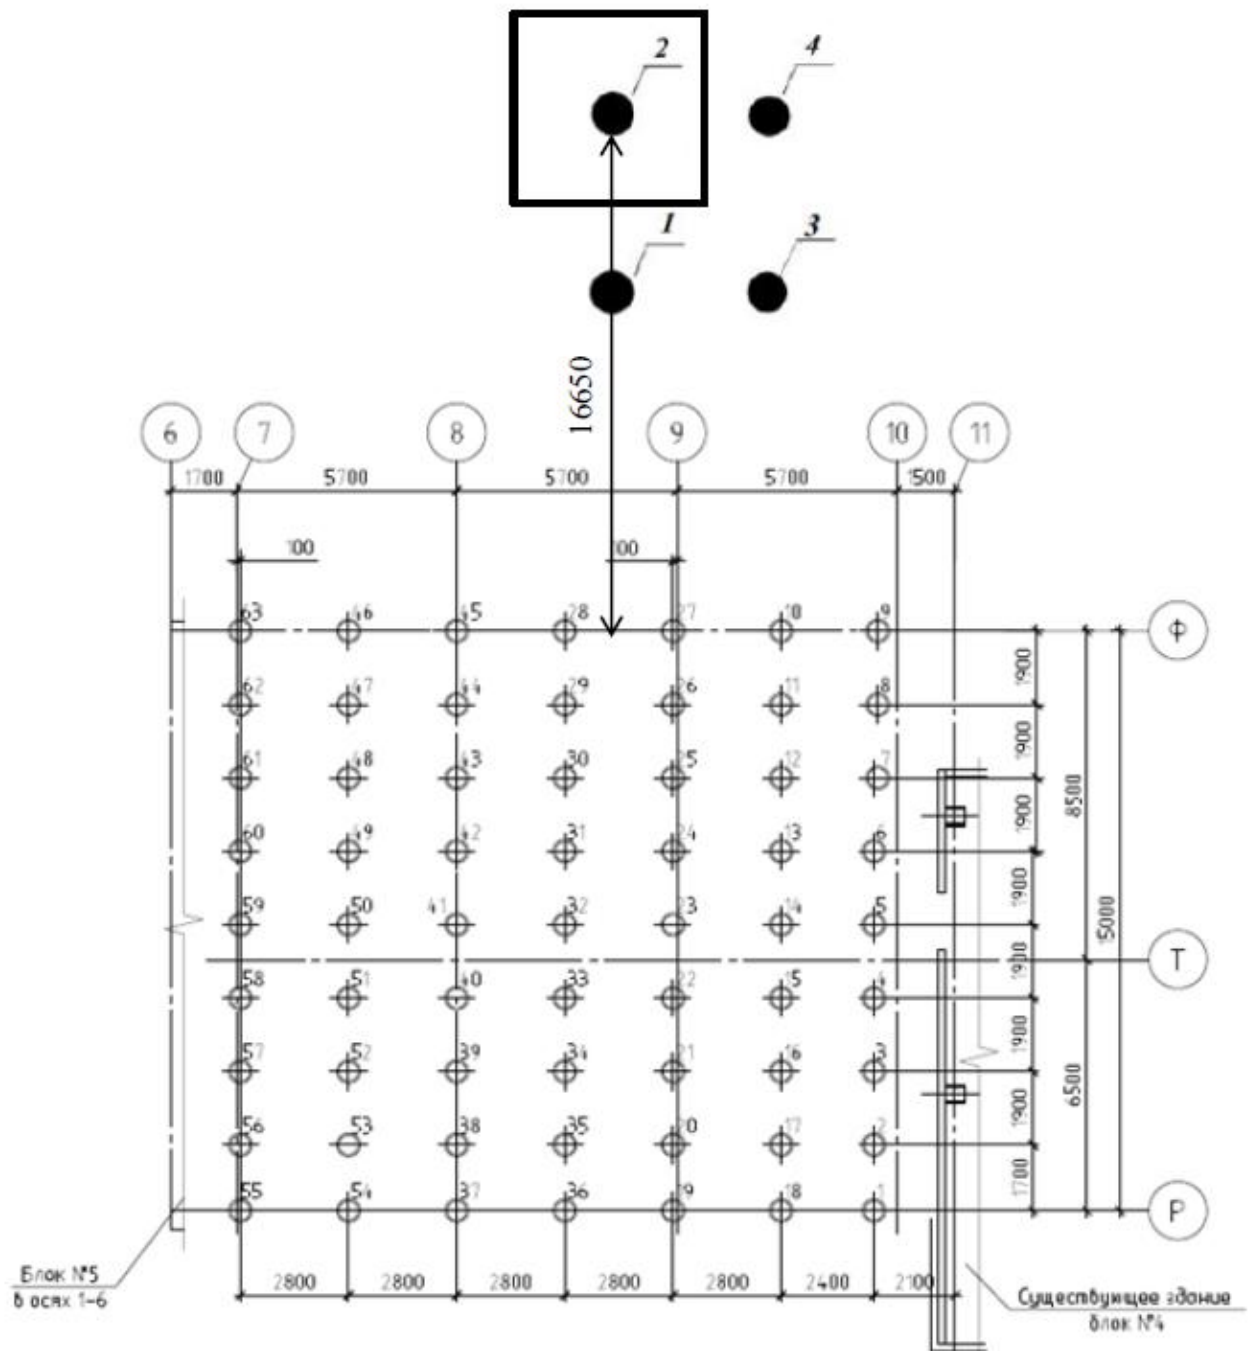 2
4
1
3
16650
6 7 8 9 10 11
1700 5700 5700 5700 1500
100 100
63 46 45 28 27 10 9
Ф
1900
62 47 44 29 26 11 8
1900
61 48 43 30 25 12 7
8500
1900
60 49 42 31 24 13 6
1900
59 50 41 32 23 14 5
15000
1900
Т
58 51 40 33 22 15 4
1900
57 52 39 34 21 16 3
6500
1900
56 53 38 35 20 17 2
1700
55 54 37 36 19 18 1
Р
2800 2800 2800 2800 2800 2400 2100
Блок №5
в осях 1-6
Существующее здание
блок №4